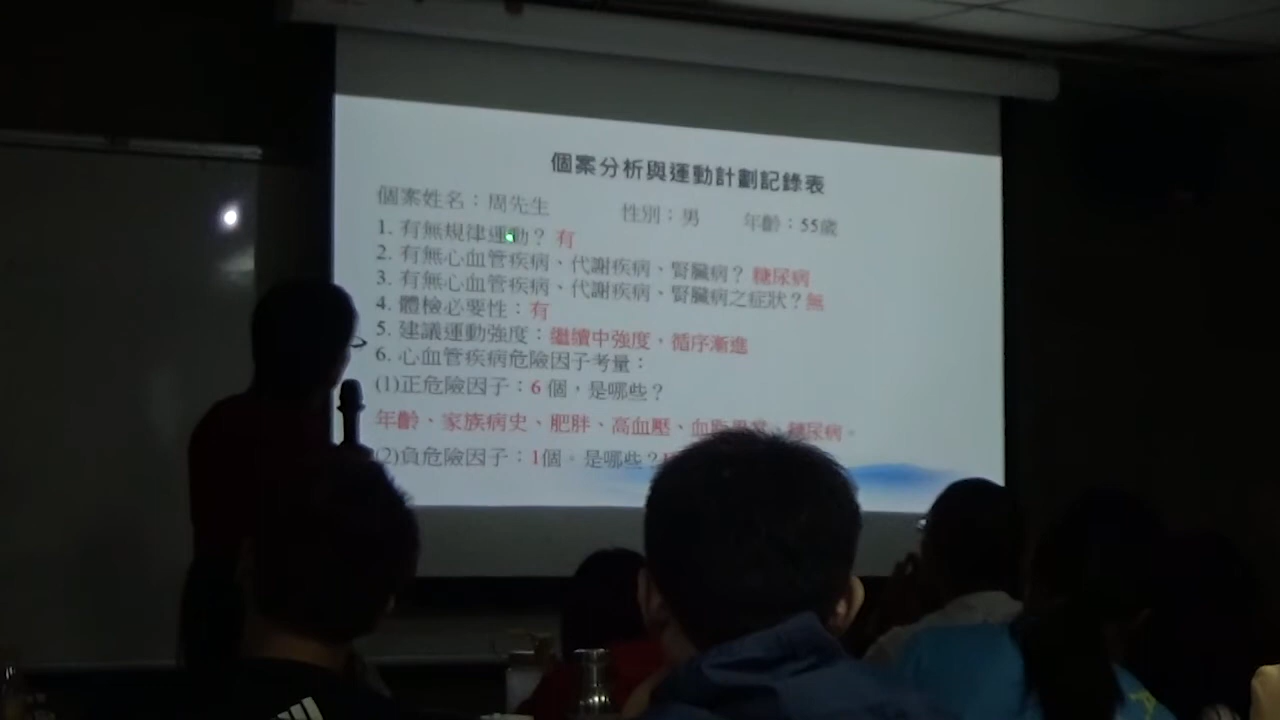 個案分析與運動計劃記錄表
個案姓名：周先生 性別：男 年齡：55歲
1. 有無規律運動？ 有
2. 有無心血管疾病、代謝疾病、腎臟病？ 糖尿病
3. 有無心血管疾病、代謝疾病、腎臟病之症狀？無
4. 體檢必要性：有
5. 建議運動強度：繼續中強度，循序漸進
6. 心血管疾病危險因子考量：
(1)正危險因子：6 個，是哪些？
年齡、家族病史、肥胖、高血壓、血脂異常、糖尿病。
(2)負危險因子：1個。是哪些？